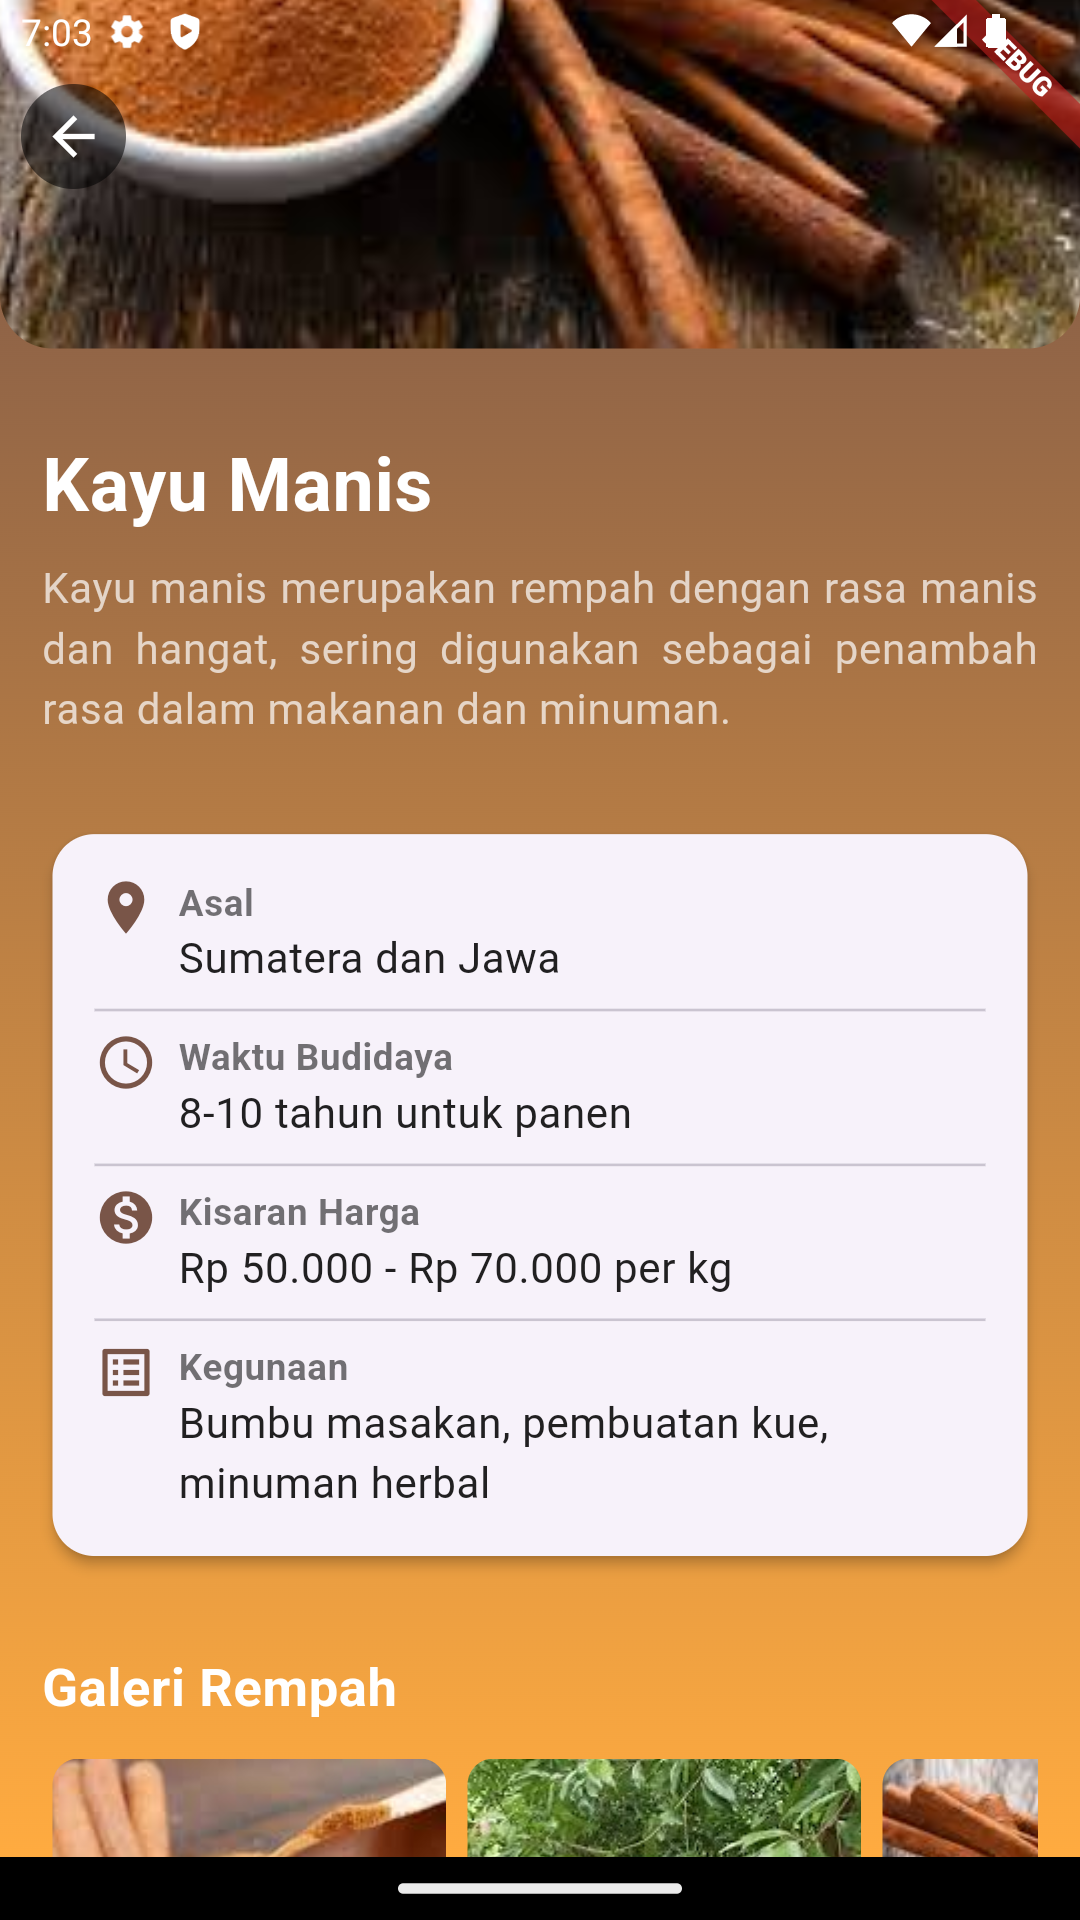 7:03
DEBUG
Kayu Manis
Kayu manis merupakan rempah dengan rasa manis
dan hangat, sering digunakan sebagai penambah
rasa dalam makanan dan minuman.
Asal
Sumatera dan Jawa
Waktu Budidaya
8-10 tahun untuk panen
Kisaran Harga
Rp 50.000 - Rp 70.000 per kg
Kegunaan
Bumbu masakan, pembuatan kue,
minuman herbal
Galeri Rempah